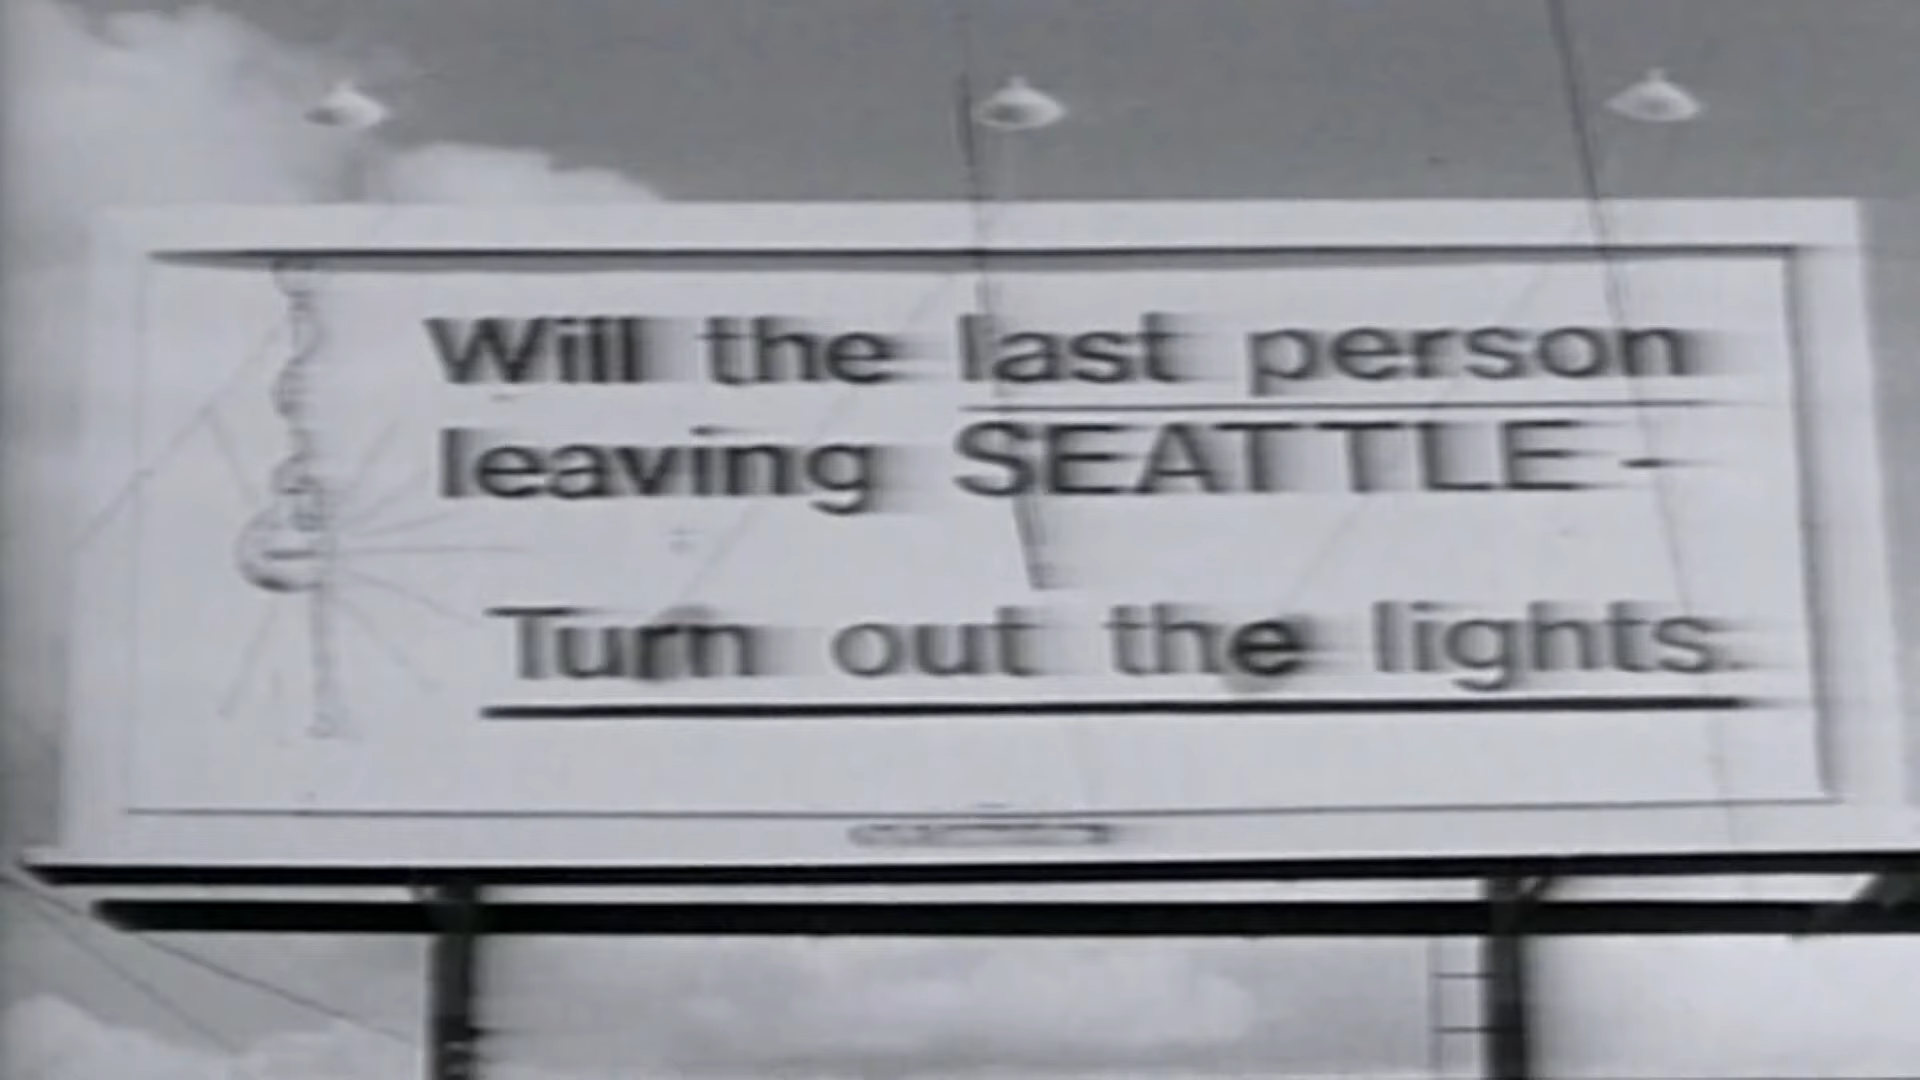 Will the last person
leaving SEATTLE -
Turn out the lights.